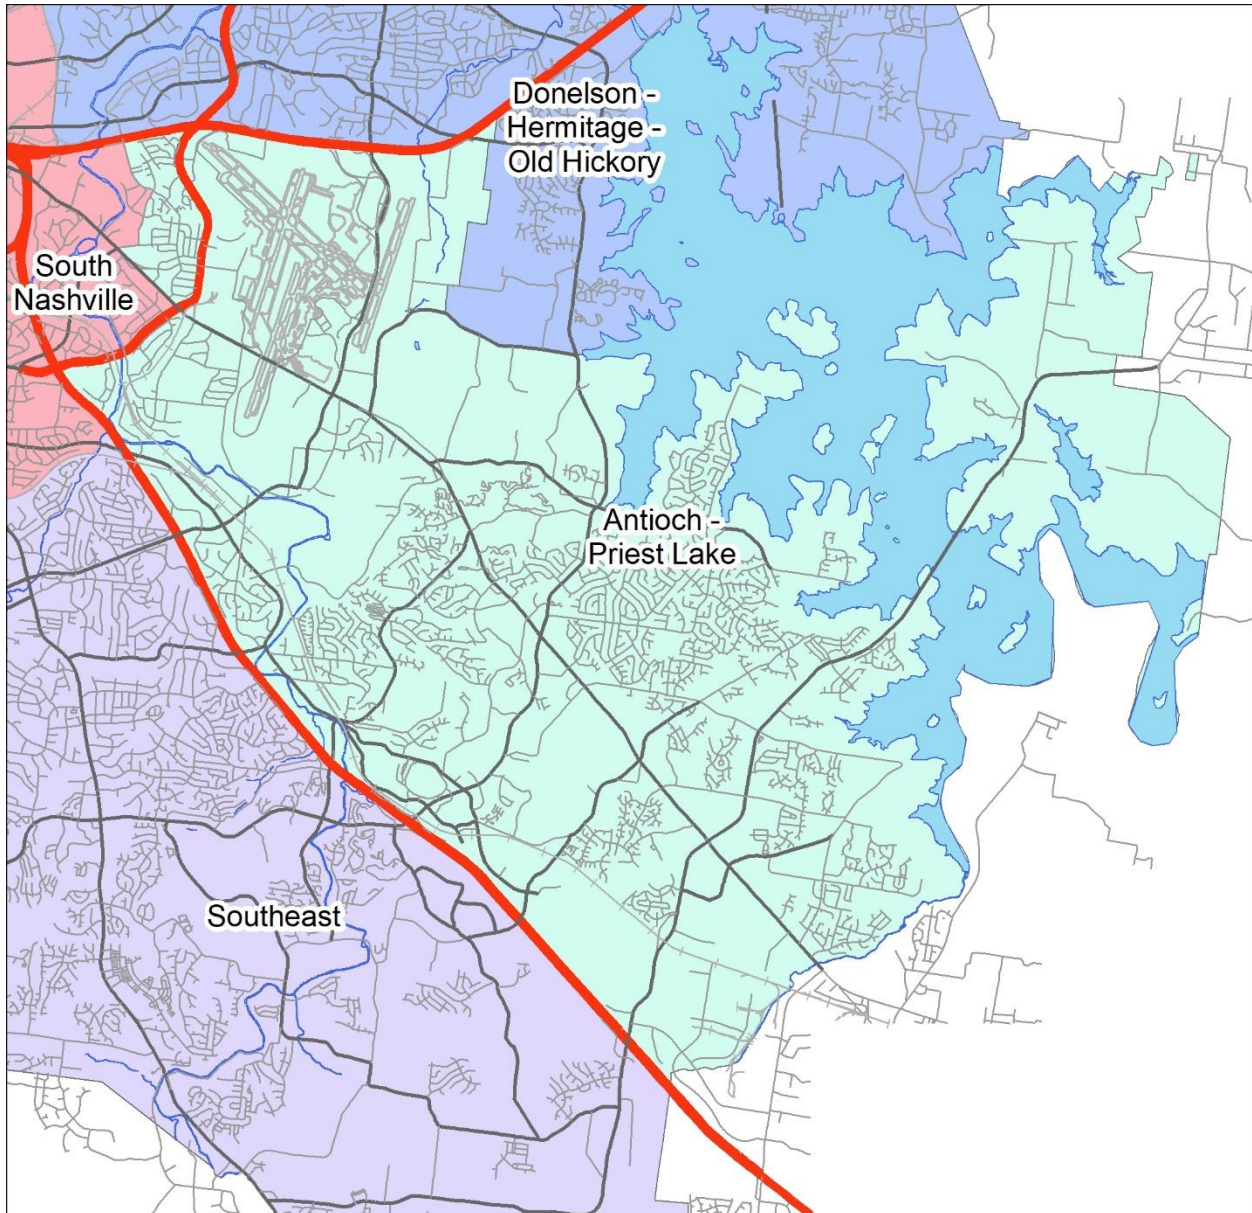 Donelson -
Hermitage -
Old Hickory
South
Nashville
Antioch -
Priest Lake
Southeast